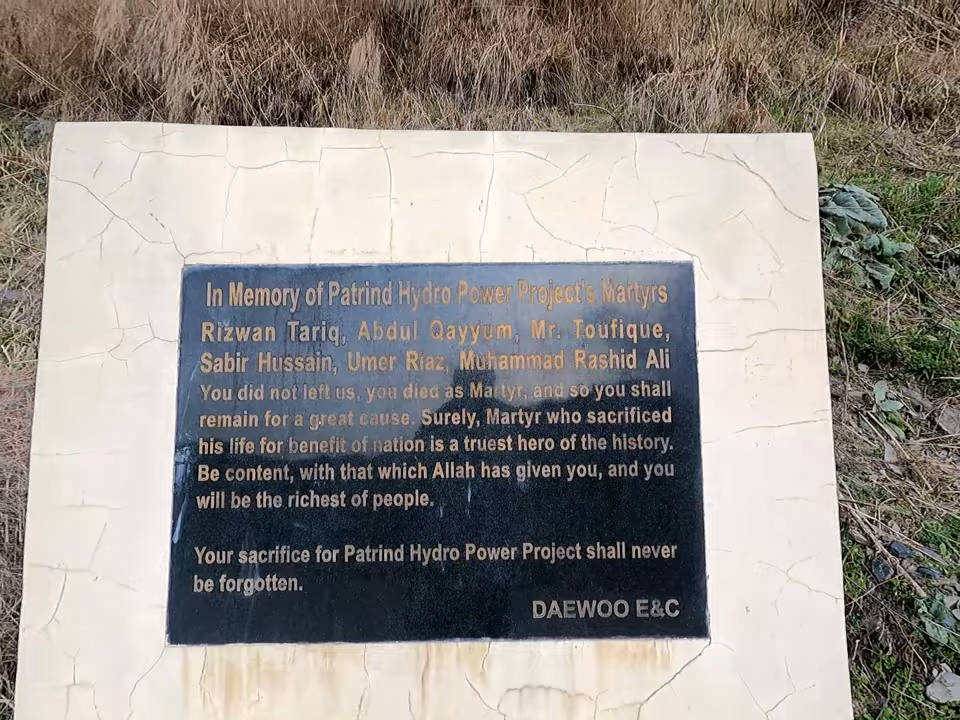 In Memory of Patrind Hydro Power Project's Martyrs
Rizwan Tariq, Abdul Qayyum, Mr. Toufique,
Sabir Hussain, Umer Riaz, Muhammad Rashid Ali
You did not left us, you died as Martyr, and so you shall
remain for a great cause. Surely, Martyr who sacrificed
his life for benefit of nation is a truest hero of the history.
Be content, with that which Allah has given you, and you
will be the richest of people.
Your sacrifice for Patrind Hydro Power Project shall never
be forgotten.
DAEWOO E&C